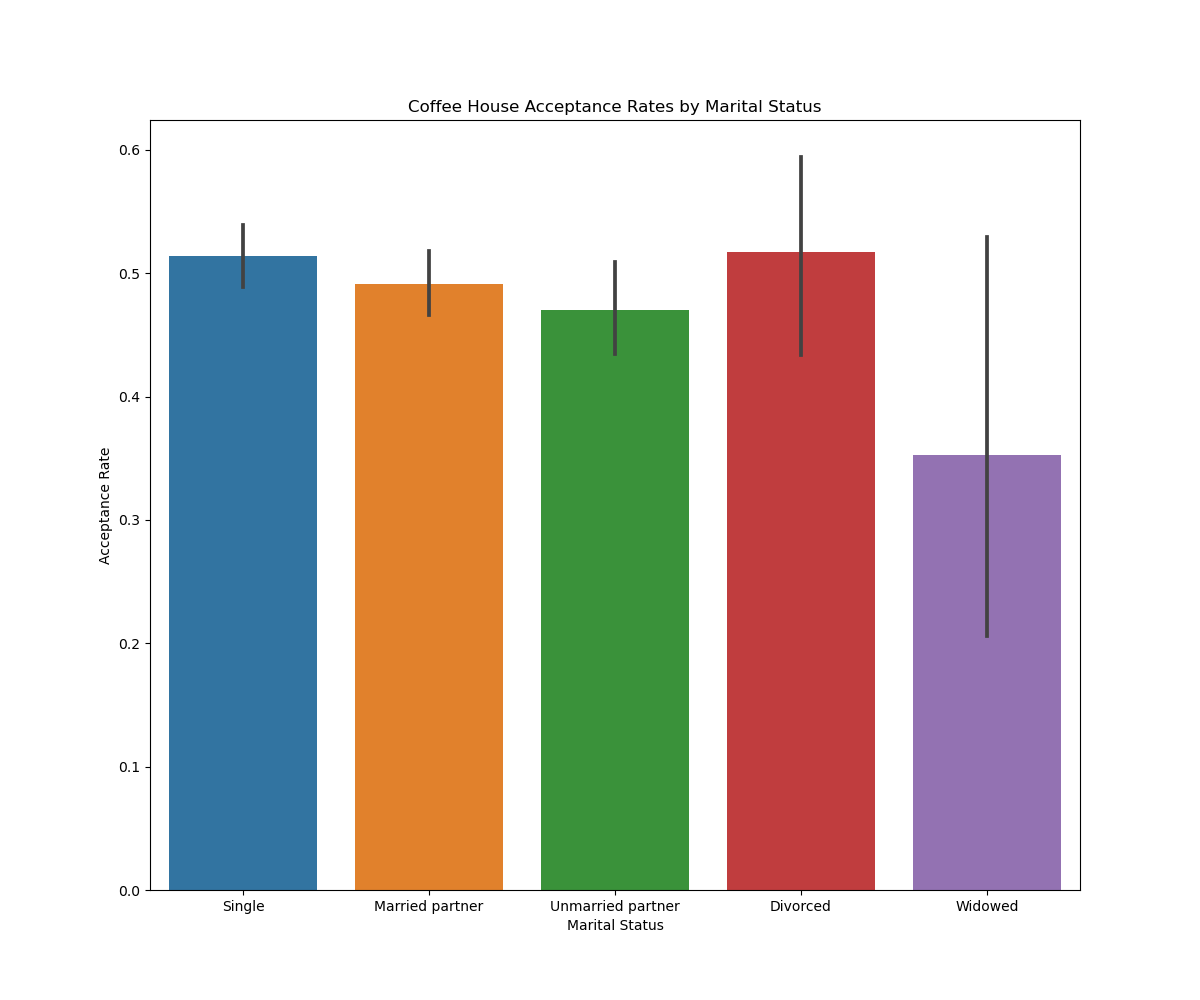 Coffee House Acceptance Rates by Marital Status
0.6
0.5
0.4
0.3
0.2
0.1
0.0
Acceptance Rate
Single Married partner Unmarried partner Divorced Widowed
Marital Status